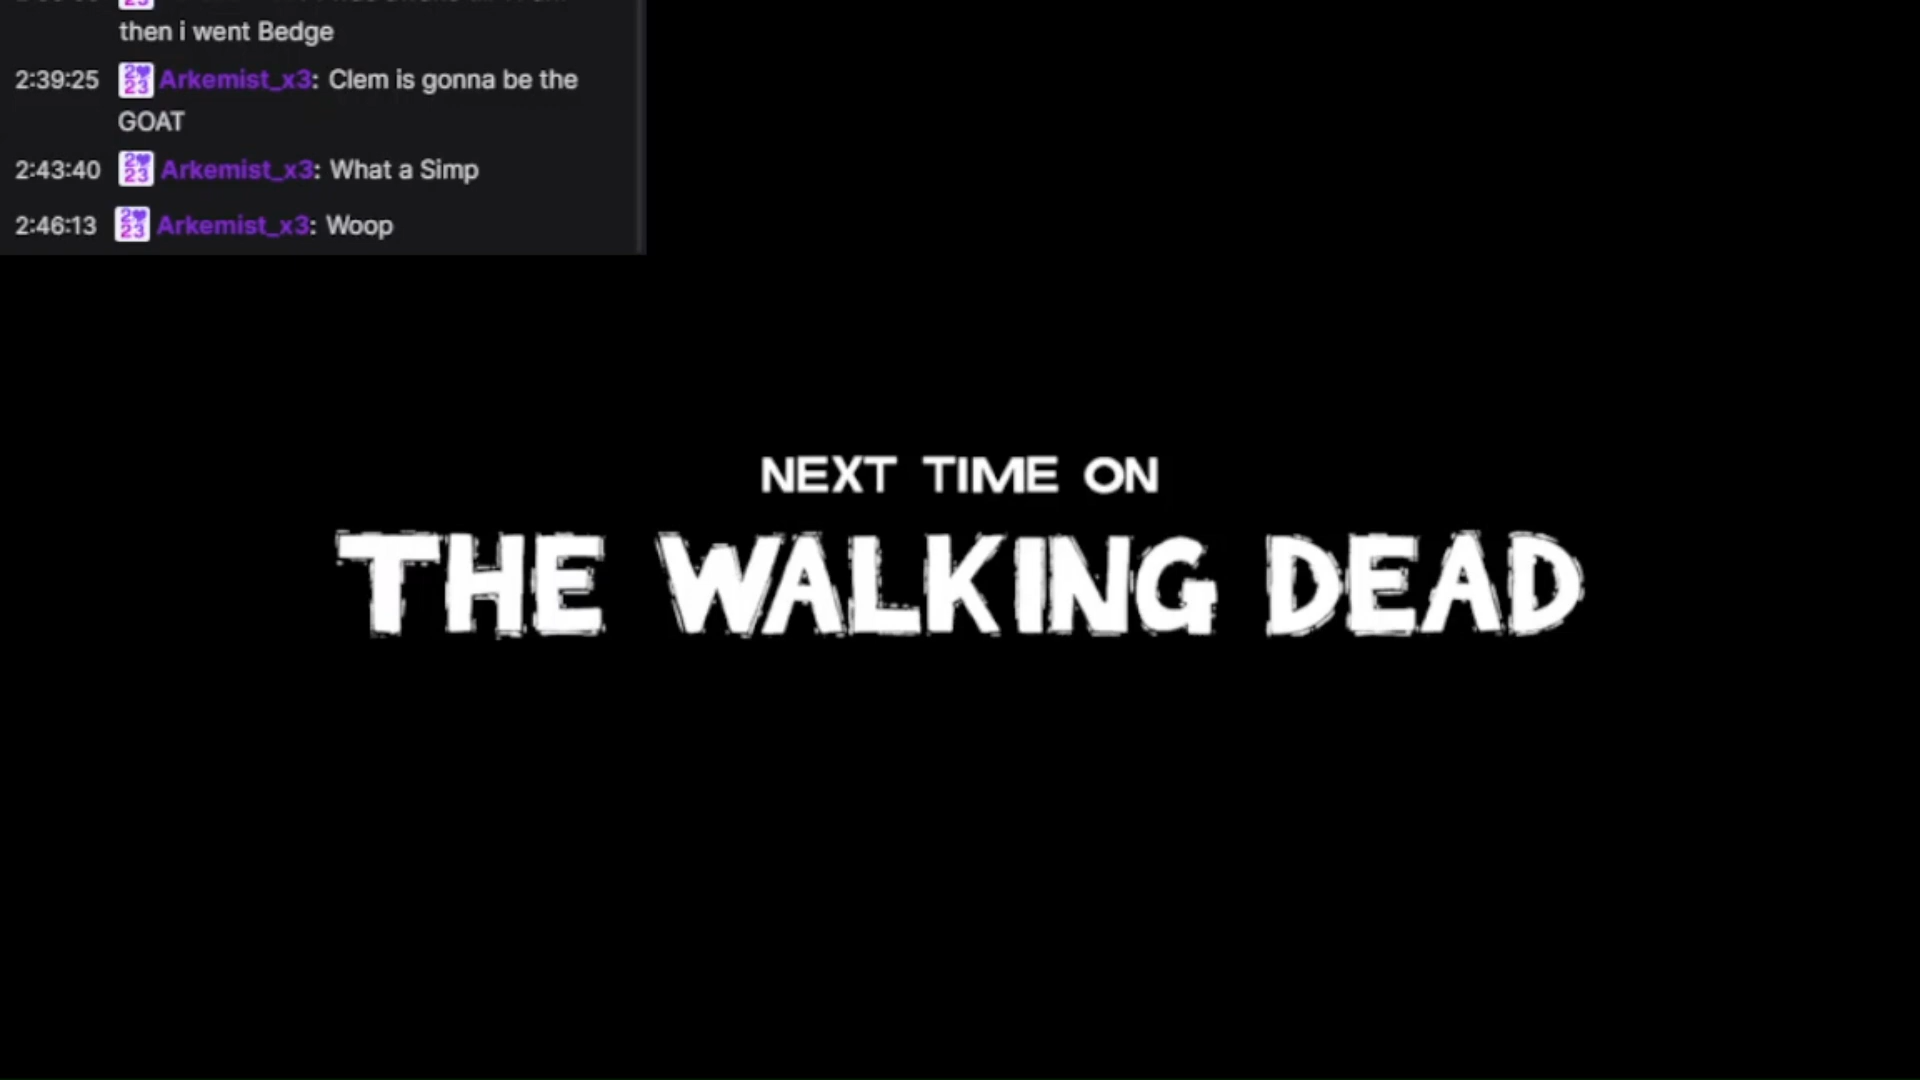 then i went Bedge
2:39:25 Arkemist_x3: Clem is gonna be the
GOAT
2:43:40 Arkemist_x3: What a Simp
2:46:13 Arkemist_x3: Woop
NEXT TIME ON
THE WALKING DEAD